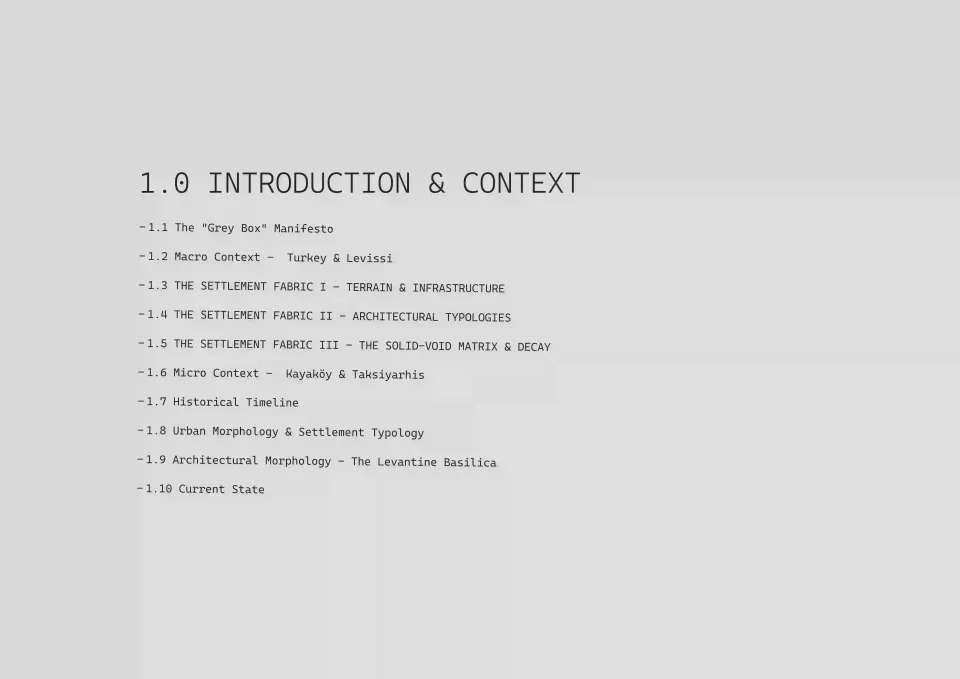 1.0 INTRODUCTION & CONTEXT
-1.1 The "Grey Box" Manifesto
-1.2 Macro Context -  Turkey & Levissi
-1.3 THE SETTLEMENT FABRIC I - TERRAIN & INFRASTRUCTURE
-1.4 THE SETTLEMENT FABRIC II - ARCHITECTURAL TYPOLOGIES
-1.5 THE SETTLEMENT FABRIC III - THE SOLID-VOID MATRIX & DECAY
-1.6 Micro Context -  Kayaköy & Taksiyarhis
-1.7 Historical Timeline
-1.8 Urban Morphology & Settlement Typology
-1.9 Architectural Morphology - The Levantine Basilica
-1.10 Current State